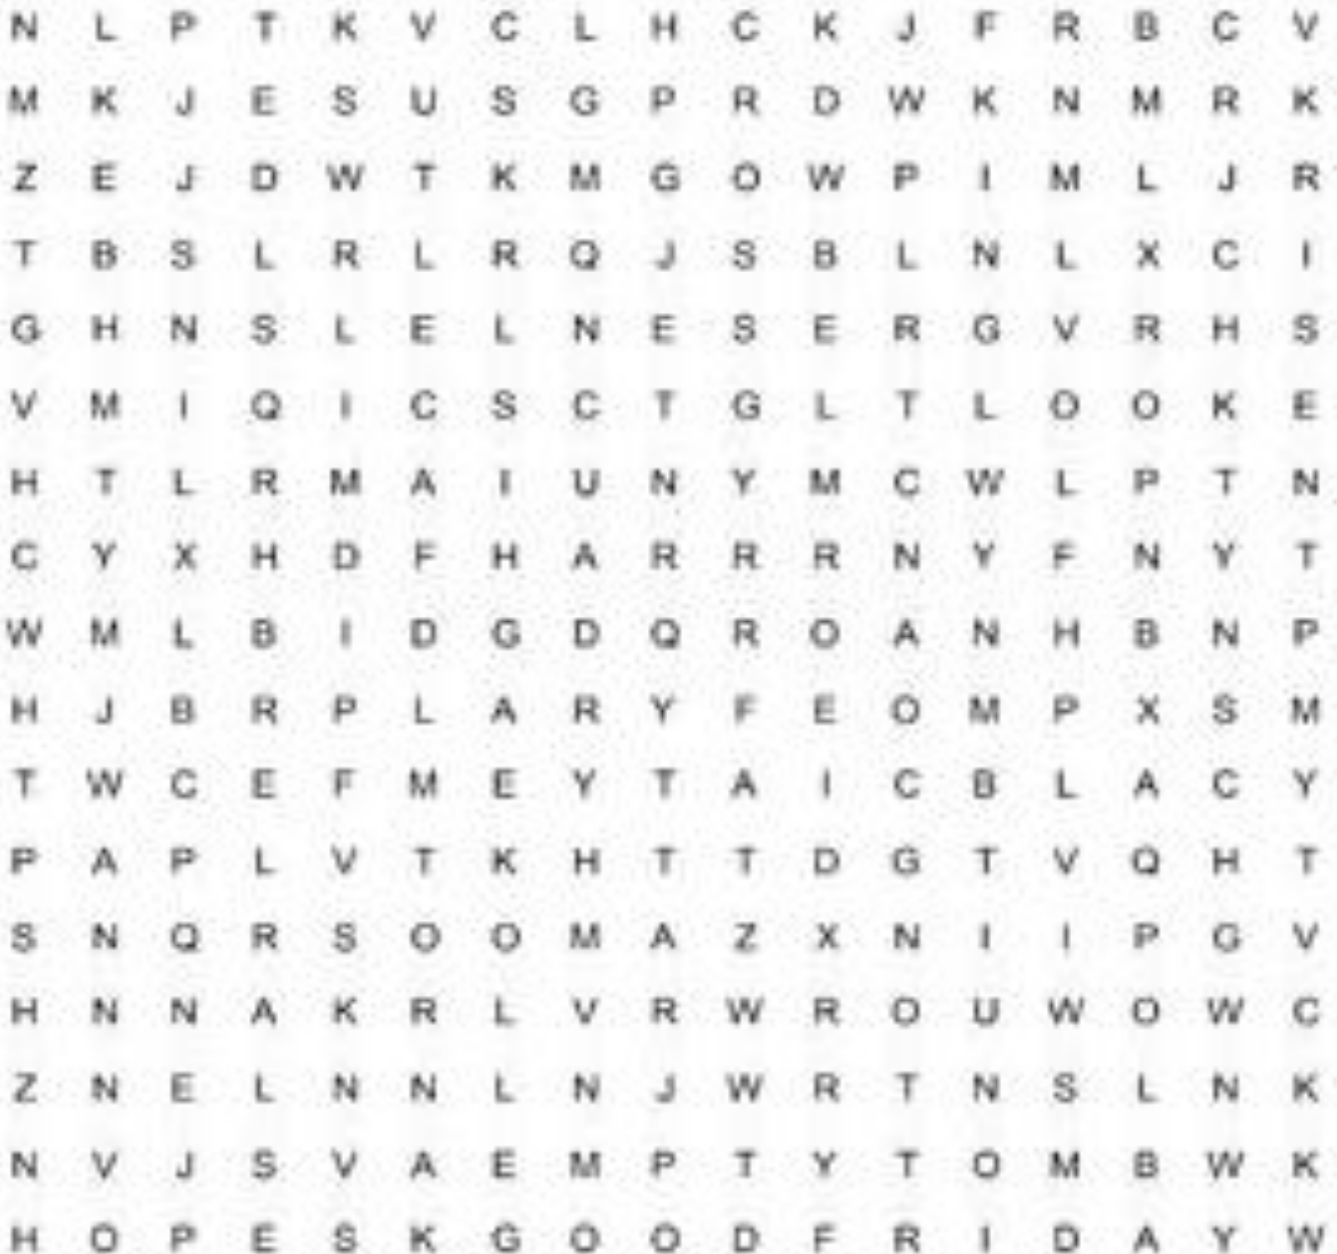 N L P T K V C L H C K J F R B C V
M K J E S U S G P R D W K N M R K
Z E J D W T K M G O W P I M L J R
T B S L R L R Q J S B L N L X C I
G H N S L E L N E S E R G V R H S
V M I Q I C S C T G L T L O O K E
H T L R M A I U N Y M C W L P T N
C Y X H D F H A R R R N Y F N Y T
W M L B I D G D Q R O A N H B N P
H J B R P L A R Y F E O M P X S M
T W C E F M E Y T A I C B L A C Y
P A P L V T K H T T D G T V Q H T
S N Q R S O O M A Z X N I I P G V
H N N A K R L V R W R O U W O W C
Z N E L N N L N J W R T N S L N K
N V J S V A E M P T Y T O M B W K
H O P E S K G O O D F R I D A Y W